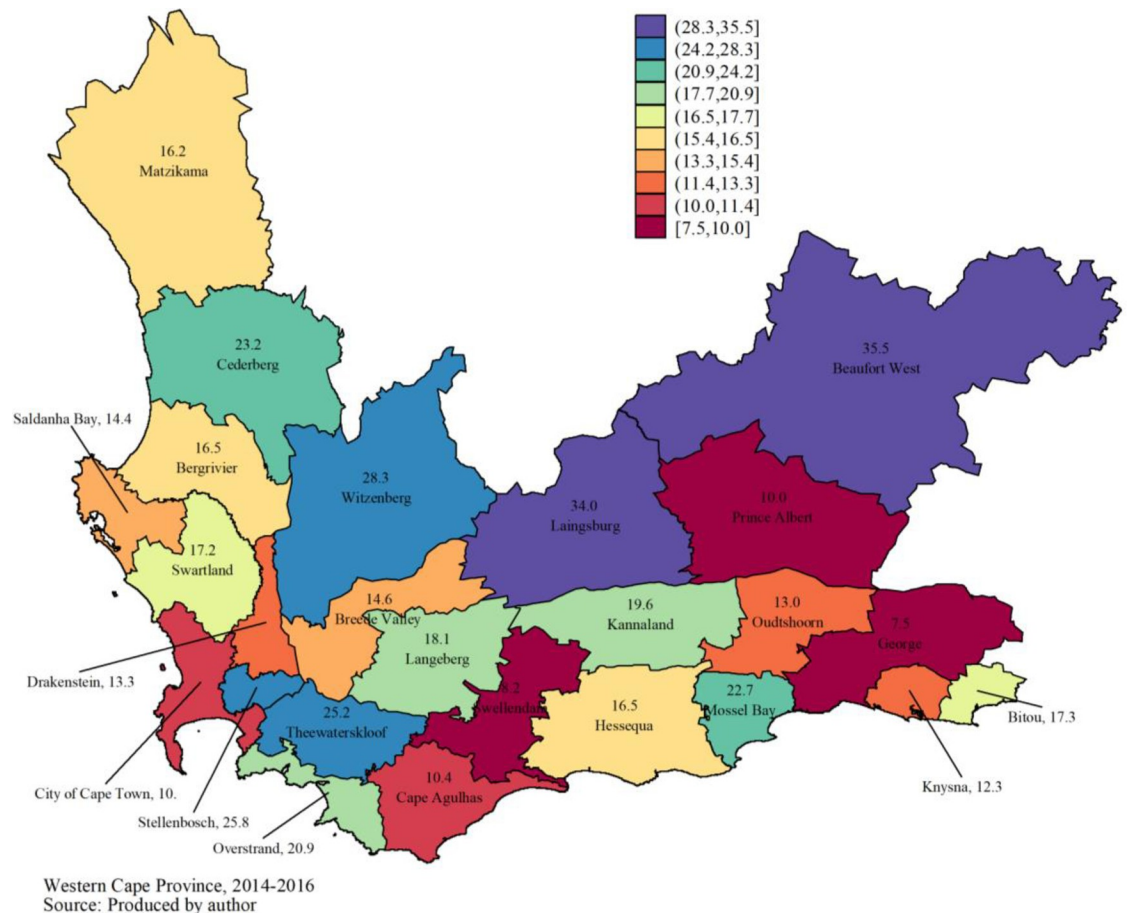 (28.3,35.5]
(24.2,28.3]
(20.9,24.2]
(17.7,20.9]
(16.5,17.7]
(15.4,16.5]
(13.3,15.4]
(11.4,13.3]
(10.0,11.4]
[7.5,10.0]
16.2
Matzikama
23.2
Cederberg
35.5
Beaufort West
Saldanha Bay, 14.4
16.5
Bergrivier
28.3
Witzenberg
34.0
Laingsburg
10.0
Prince Albert
17.2
Swartland
14.6
Breede Valley
18.1
Langeberg
19.6
Kannaland
13.0
Oudtshoorn
7.5
George
Drakenstein, 13.3
8.2
Swellendam
16.5
Hessequa
22.7
Mossel Bay
Bitou, 17.3
25.2
Theewaterskloof
10.4
Cape Agulhas
Knysna, 12.3
City of Cape Town, 10.
Stellenbosch, 25.8
Overstrand, 20.9
Western Cape Province, 2014-2016
Source: Produced by author